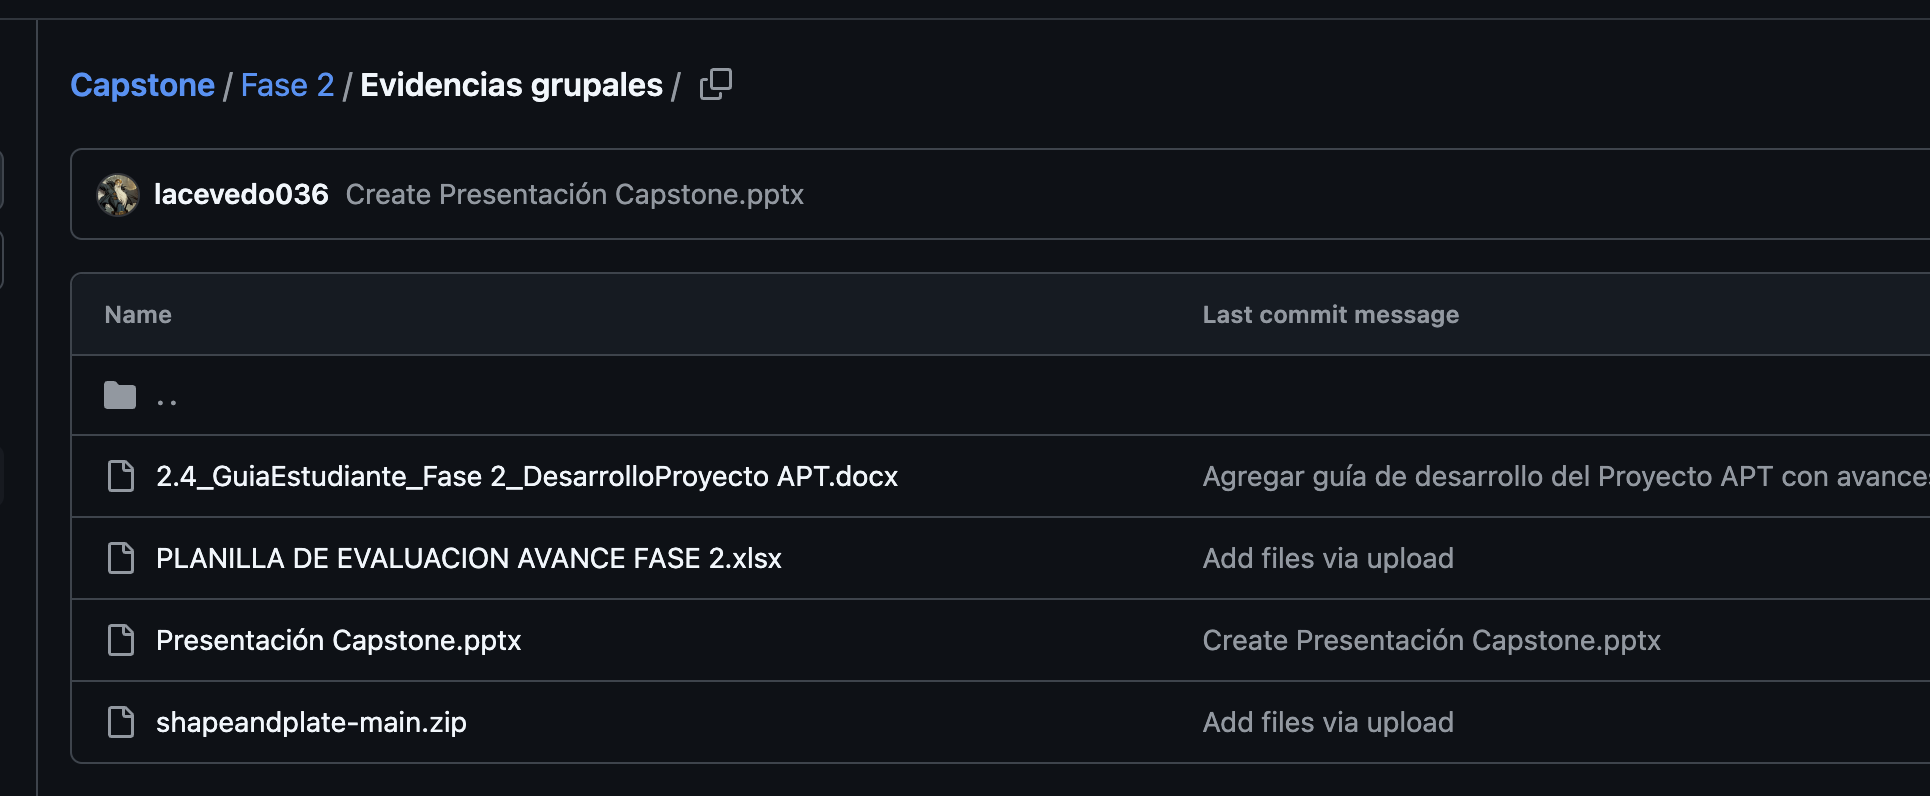 Capstone / Fase 2 / Evidencias grupales /
lacevedo036 Create Presentación Capstone.pptx
Name Last commit message
..
2.4_GuiaEstudiante_Fase 2_DesarrolloProyecto APT.docx Agregar guía de desarrollo del Proyecto APT con avances
PLANILLA DE EVALUACION AVANCE FASE 2.xlsx Add files via upload
Presentación Capstone.pptx Create Presentación Capstone.pptx
shapeandplate-main.zip Add files via upload